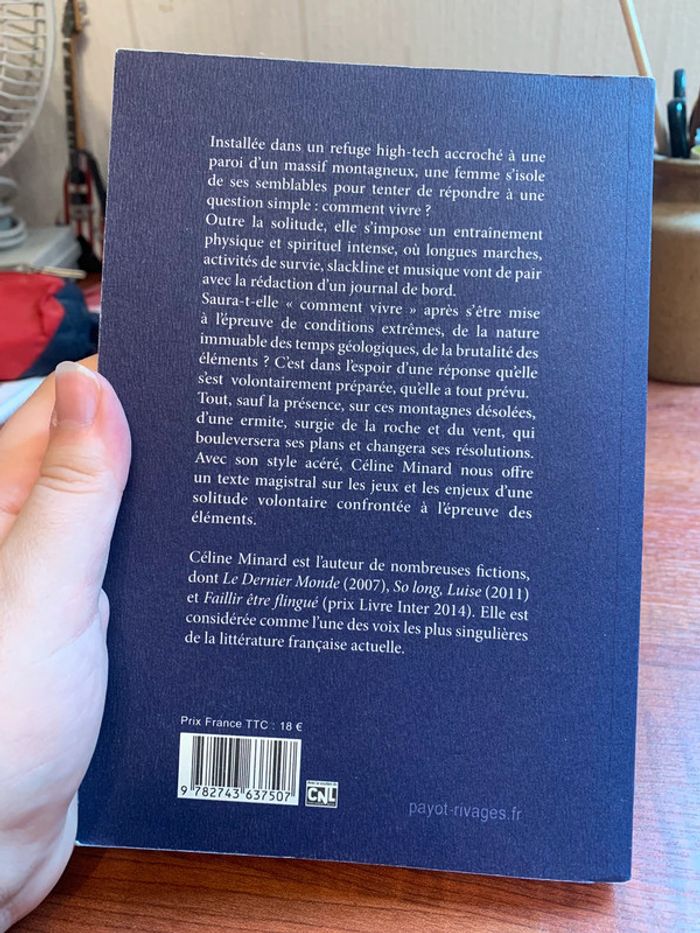 Installée dans un refuge high-tech accroché à une
paroi d'un massif montagneux, une femme s'isole
de ses semblables pour tenter de répondre à une
question simple : comment vivre ?
Outre la solitude, elle s'impose un entraînement
physique et spirituel intense, où longues marches,
activités de survie, slackline et musique vont de pair
avec la rédaction d'un journal de bord.
Saura-t-elle « comment vivre » après s'être mise
à l'épreuve de conditions extrêmes, de la nature
immuable des temps géologiques, de la brutalité des
éléments ? C'est dans l'espoir d'une réponse qu'elle
s'est volontairement préparée, qu'elle a tout prévu.
Tout, sauf la présence, sur ces montagnes désolées,
d'une ermite, surgie de la roche et du vent, qui
bouleversera ses plans et changera ses résolutions.
Avec son style acéré, Céline Minard nous offre
un texte magistral sur les jeux et les enjeux d'une
solitude volontaire confrontée à l'épreuve des
éléments.
Céline Minard est l'auteur de nombreuses fictions,
dont Le Dernier Monde (2007), So long, Luise (2011)
et Faillir être flingué (prix Livre Inter 2014). Elle est
considérée comme l'une des voix les plus singulières
de la littérature française actuelle.
Prix France TTC : 18 €
9 782743 637507
CNL
payot-rivages.fr